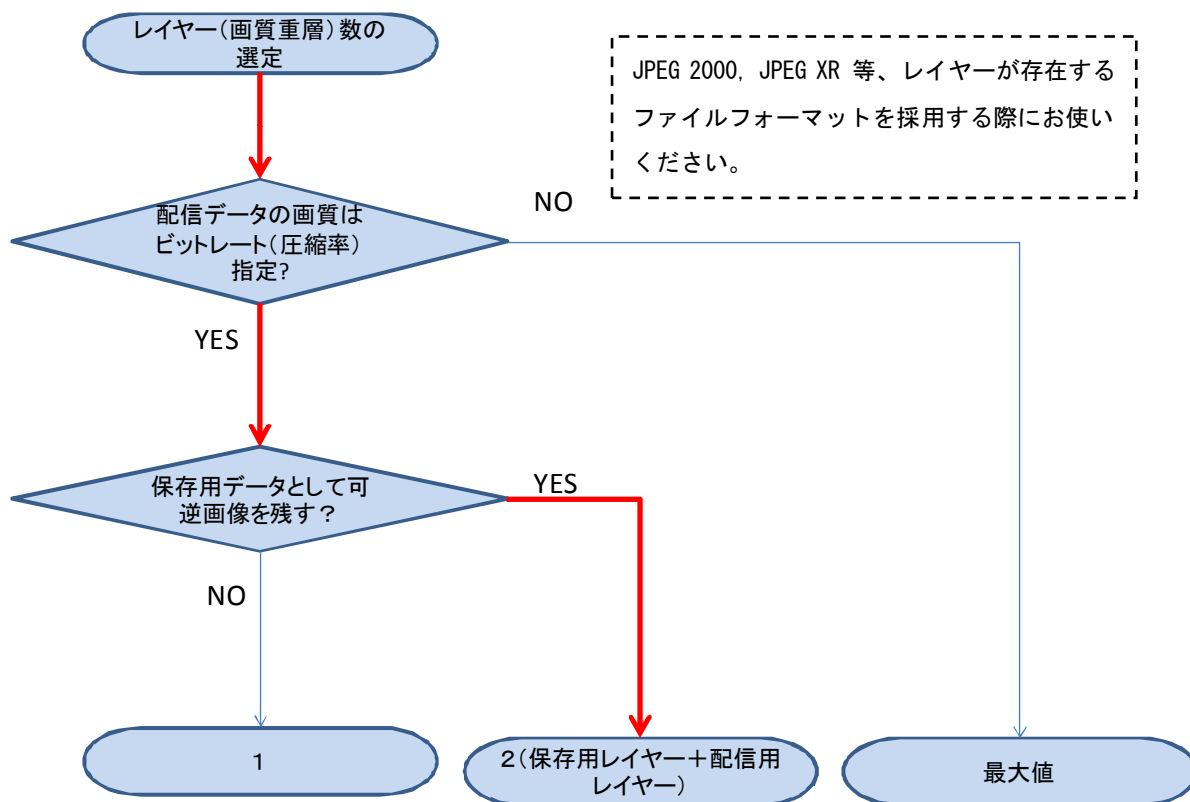 レイヤー(画質重層)数の
選定
JPEG 2000, JPEG XR 等、レイヤーが存在する
ファイルフォーマットを採用する際にお使い
ください。
配信データの画質は
ビットレート(圧縮率)
指定?
NO
YES
保存用データとして可
逆画像を残す？
YES
NO
1
2(保存用レイヤー＋配信用
レイヤー)
最大値